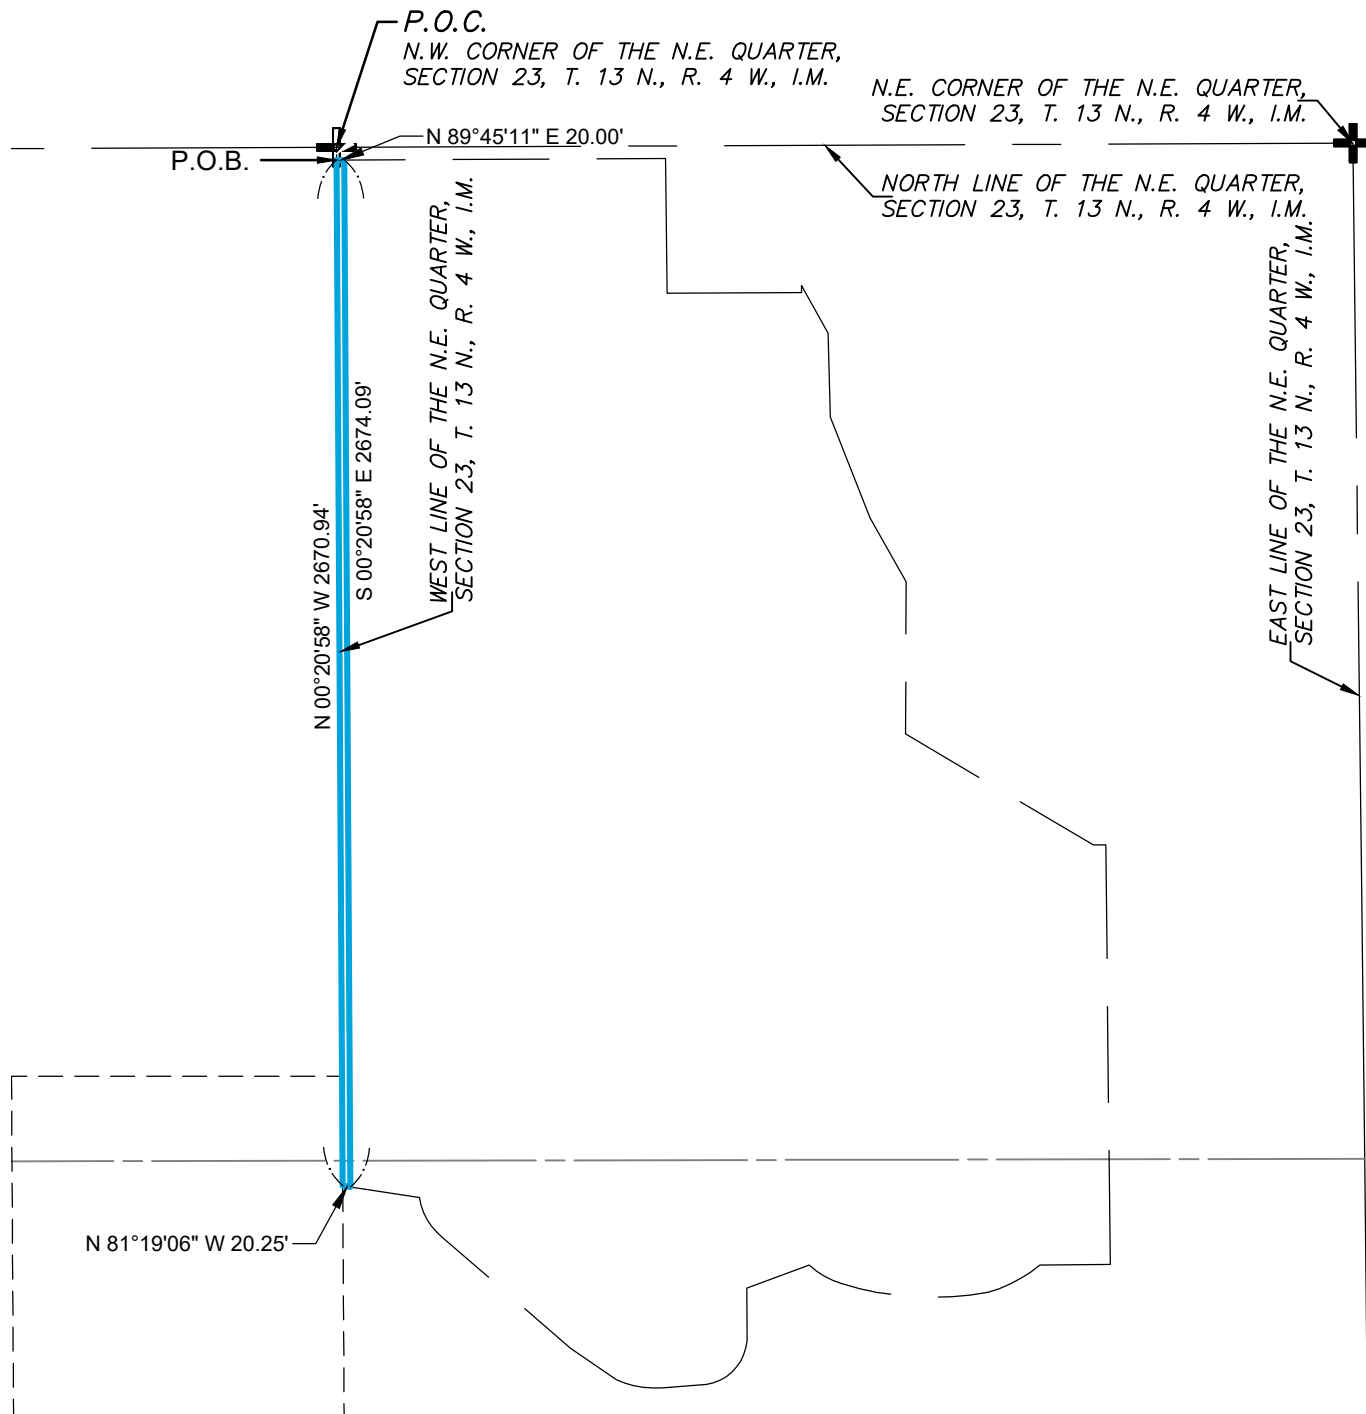 P.O.C.
N.W. CORNER OF THE N.E. QUARTER,
SECTION 23, T. 13 N., R. 4 W., I.M.
N.E. CORNER OF THE N.E. QUARTER,
SECTION 23, T. 13 N., R. 4 W., I.M.
N 89°45'11" E 20.00'
P.O.B.
NORTH LINE OF THE N.E. QUARTER,
SECTION 23, T. 13 N., R. 4 W., I.M.
WEST LINE OF THE N.E. QUARTER,
SECTION 23, T. 13 N., R. 4 W., I.M.
EAST LINE OF THE N.E. QUARTER,
SECTION 23, T. 13 N., R. 4 W., I.M.
S 00°20'58" E 2674.09'
N 00°20'58" W 2670.94'
N 81°19'06" W 20.25'